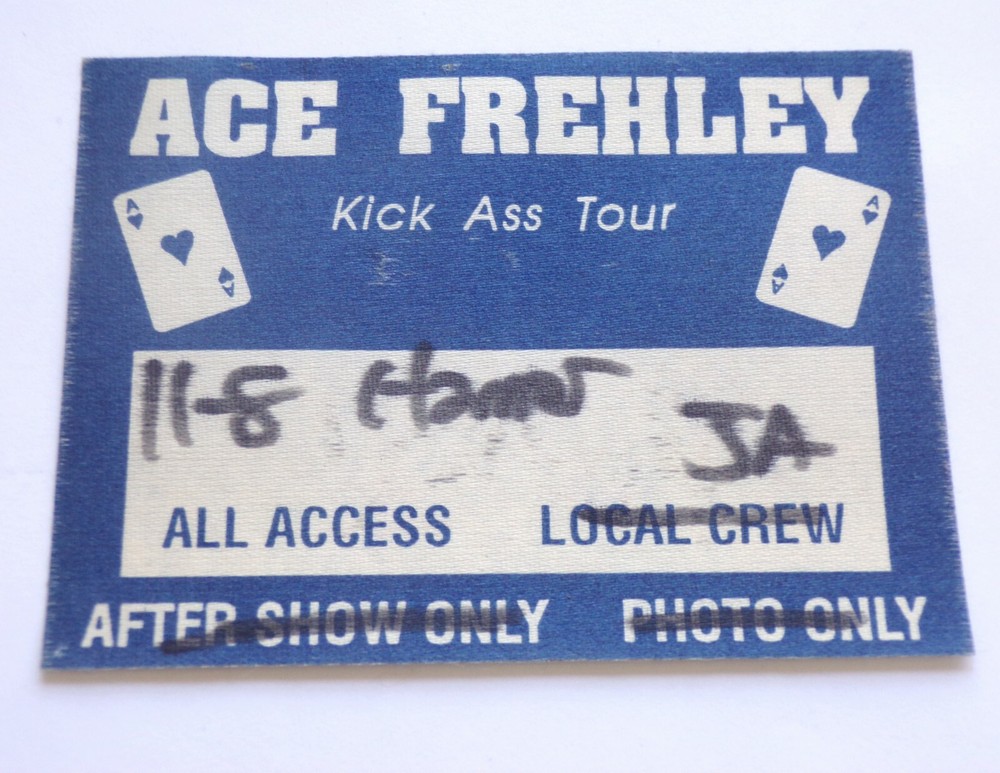 ACE FREHLEY
Kick Ass Tour
A A
A A
11-8
JA
ALL ACCESS LOCAL CREW
AFTER SHOW ONLY PHOTO ONLY